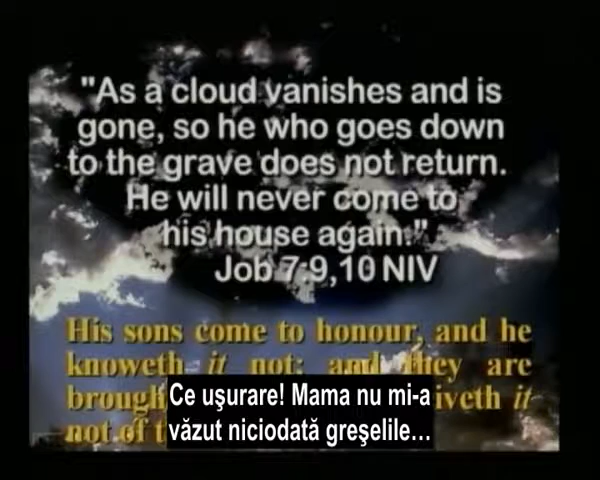 "As a cloud vanishes and is
gone, so he who goes down
to the grave does not return.
He will never come to
his house again."
Job 7:9,10 NIV
His sons come to honour, and he
knoweth it not: and they are
iveth it
not of
Ce uşurare! Mama nu mi-a
văzut niciodată greşelile...